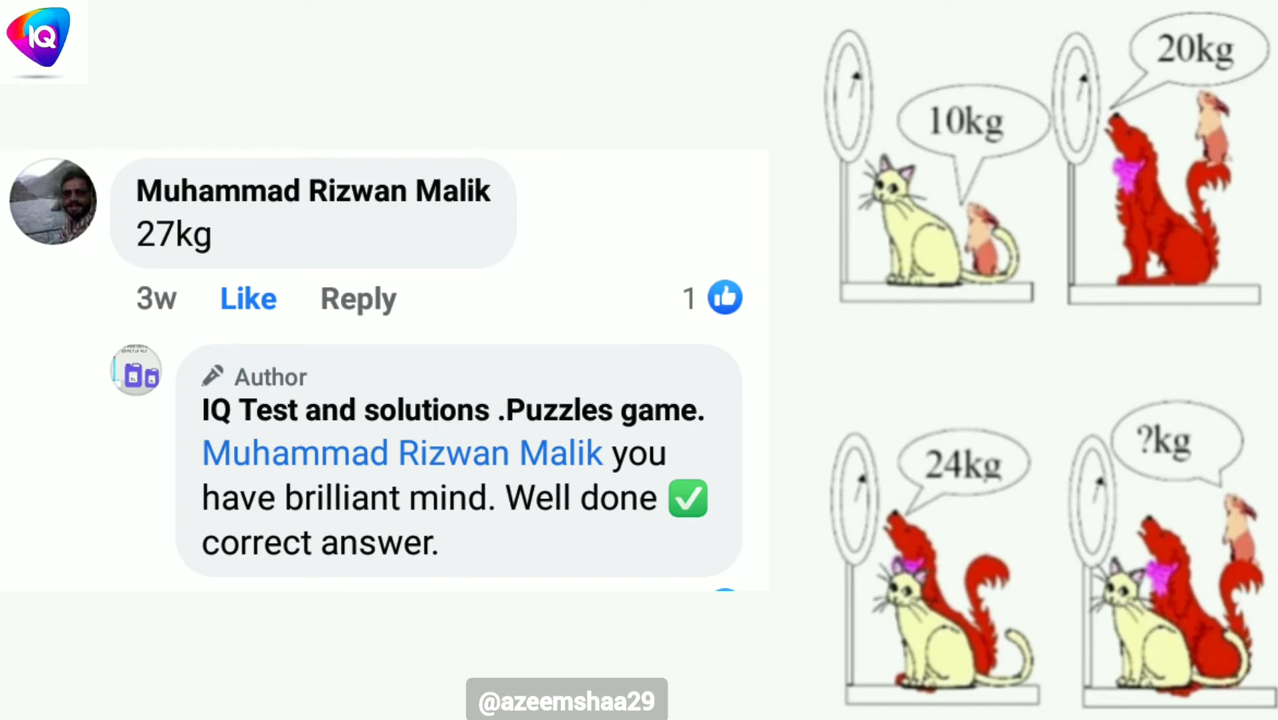 IQ
Muhammad Rizwan Malik
27kg
3w Like Reply 1
Author
IQ Test and solutions .Puzzles game.
Muhammad Rizwan Malik you
have brilliant mind. Well done ✅
correct answer.
10kg
20kg
24kg
?kg
@azeemshaa29